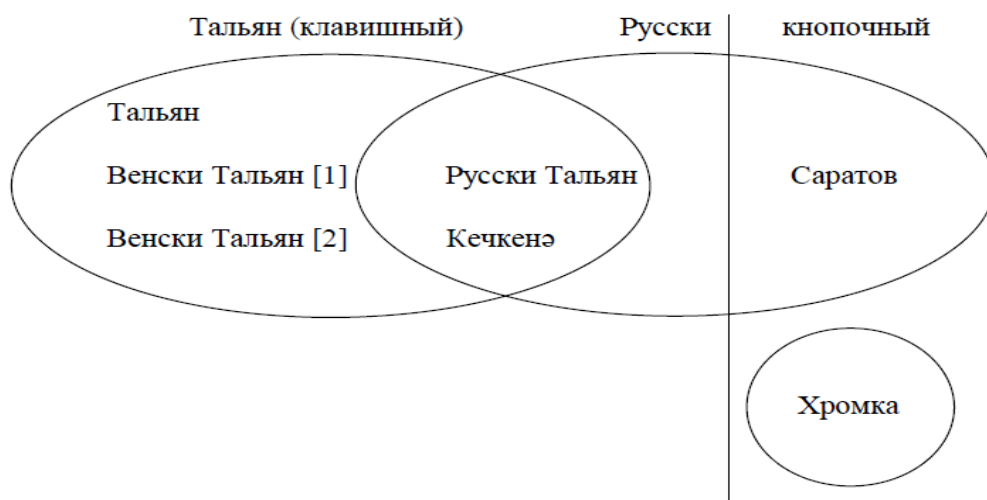 Тальян (клавишный) Русски кнопочный
Тальян
Венски Тальян [1] Русски Тальян Саратов
Венски Тальян [2] Кечкенә
Хромка